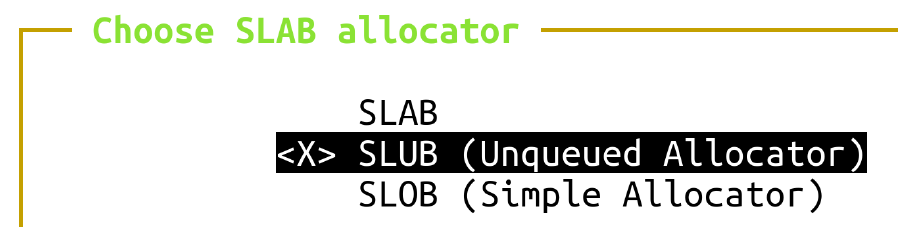 Choose SLAB allocator
SLAB
<X> SLUB (Unqueued Allocator)
SLOB (Simple Allocator)